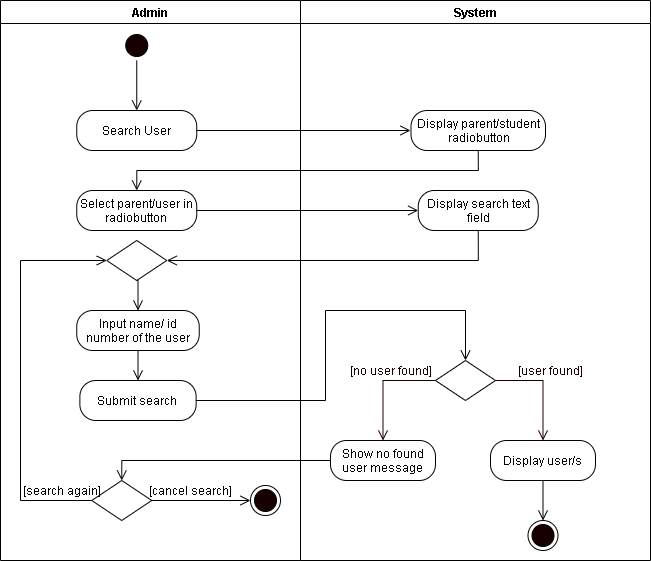 Admin
System
Search User
Display parent/student
radiobutton
Select parent/user in
radiobutton
Display search text
field
Input name/ id
number of the user
Submit search
[no user found]
[user found]
Show no found
user message
Display user/s
[search again]
[cancel search]